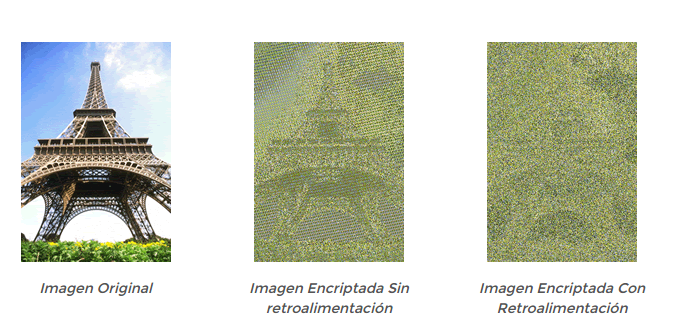 Imagen Original
Imagen Encriptada Sin
retroalimentación
Imagen Encriptada Con
Retroalimentación